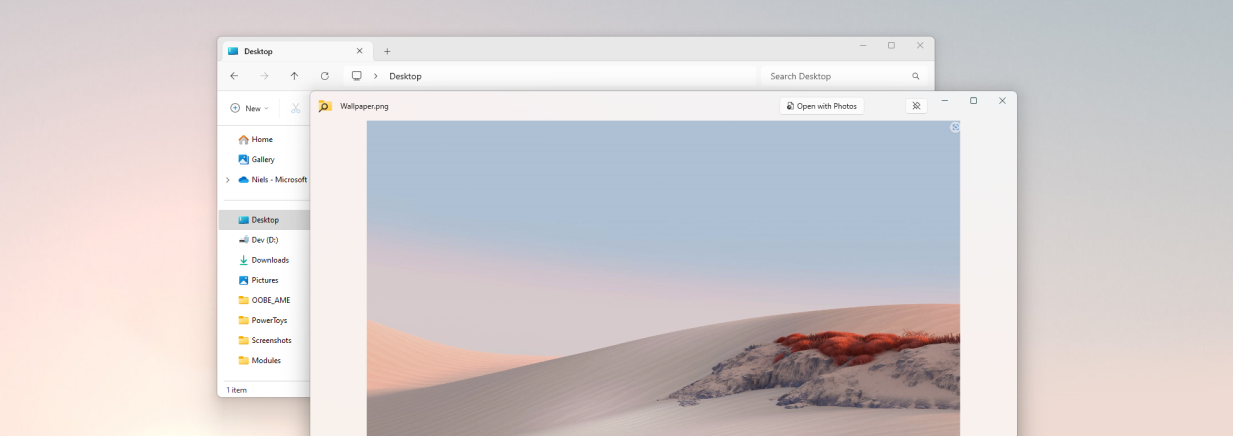 Desktop
Desktop
Search Desktop
New
Wallpaper.png
Open with Photos
Home
Gallery
Niels - Microsoft
Desktop
Dev (D:)
Downloads
Pictures
OOBE_AME
PowerToys
Screenshots
Modules
1 item